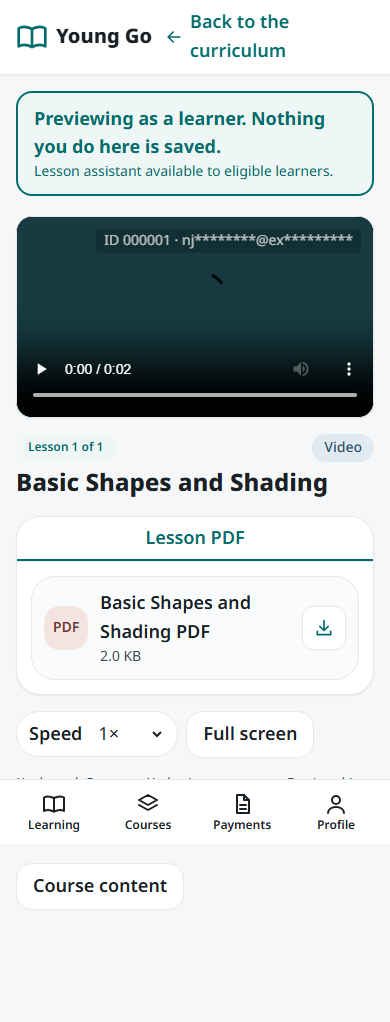 Young Go
← Back to the
curriculum
Previewing as a learner. Nothing
you do here is saved.
Lesson assistant available to eligible learners.
ID 000001 · nj********@ex*********
0:00 / 0:02
Lesson 1 of 1
Video
Basic Shapes and Shading
Lesson PDF
PDF
Basic Shapes and
Shading PDF
2.0 KB
Speed 1×
Full screen
Learning
Courses
Payments
Profile
Course content